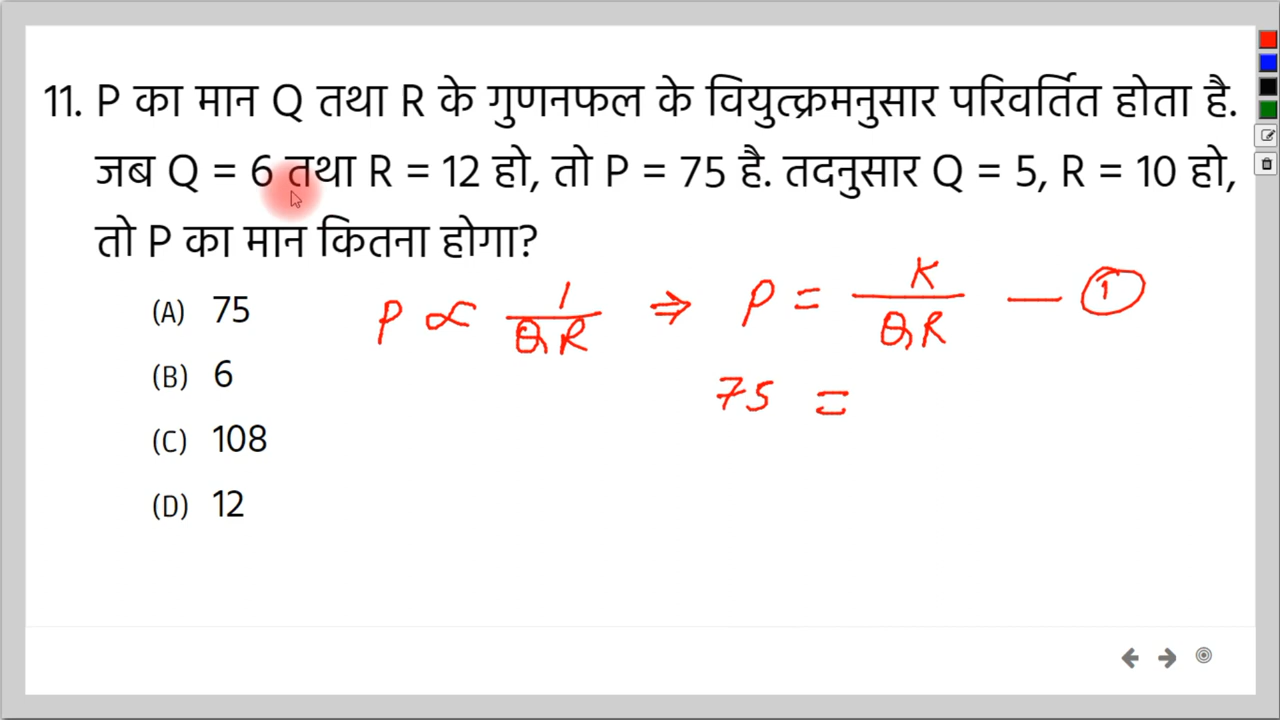 11. P का मान Q तथा R के गुणनफल के वियुत्क्रमनुसार परिवर्तित होता है.
जब Q = 6 तथा R = 12 हो, तो P = 75 है. तदनुसार Q = 5, R = 10 हो,
तो P का मान कितना होगा?
(A) 75
P ∝ 1/QR ⇒ P = K/QR — ①
75 =
(B) 6
(C) 108
(D) 12